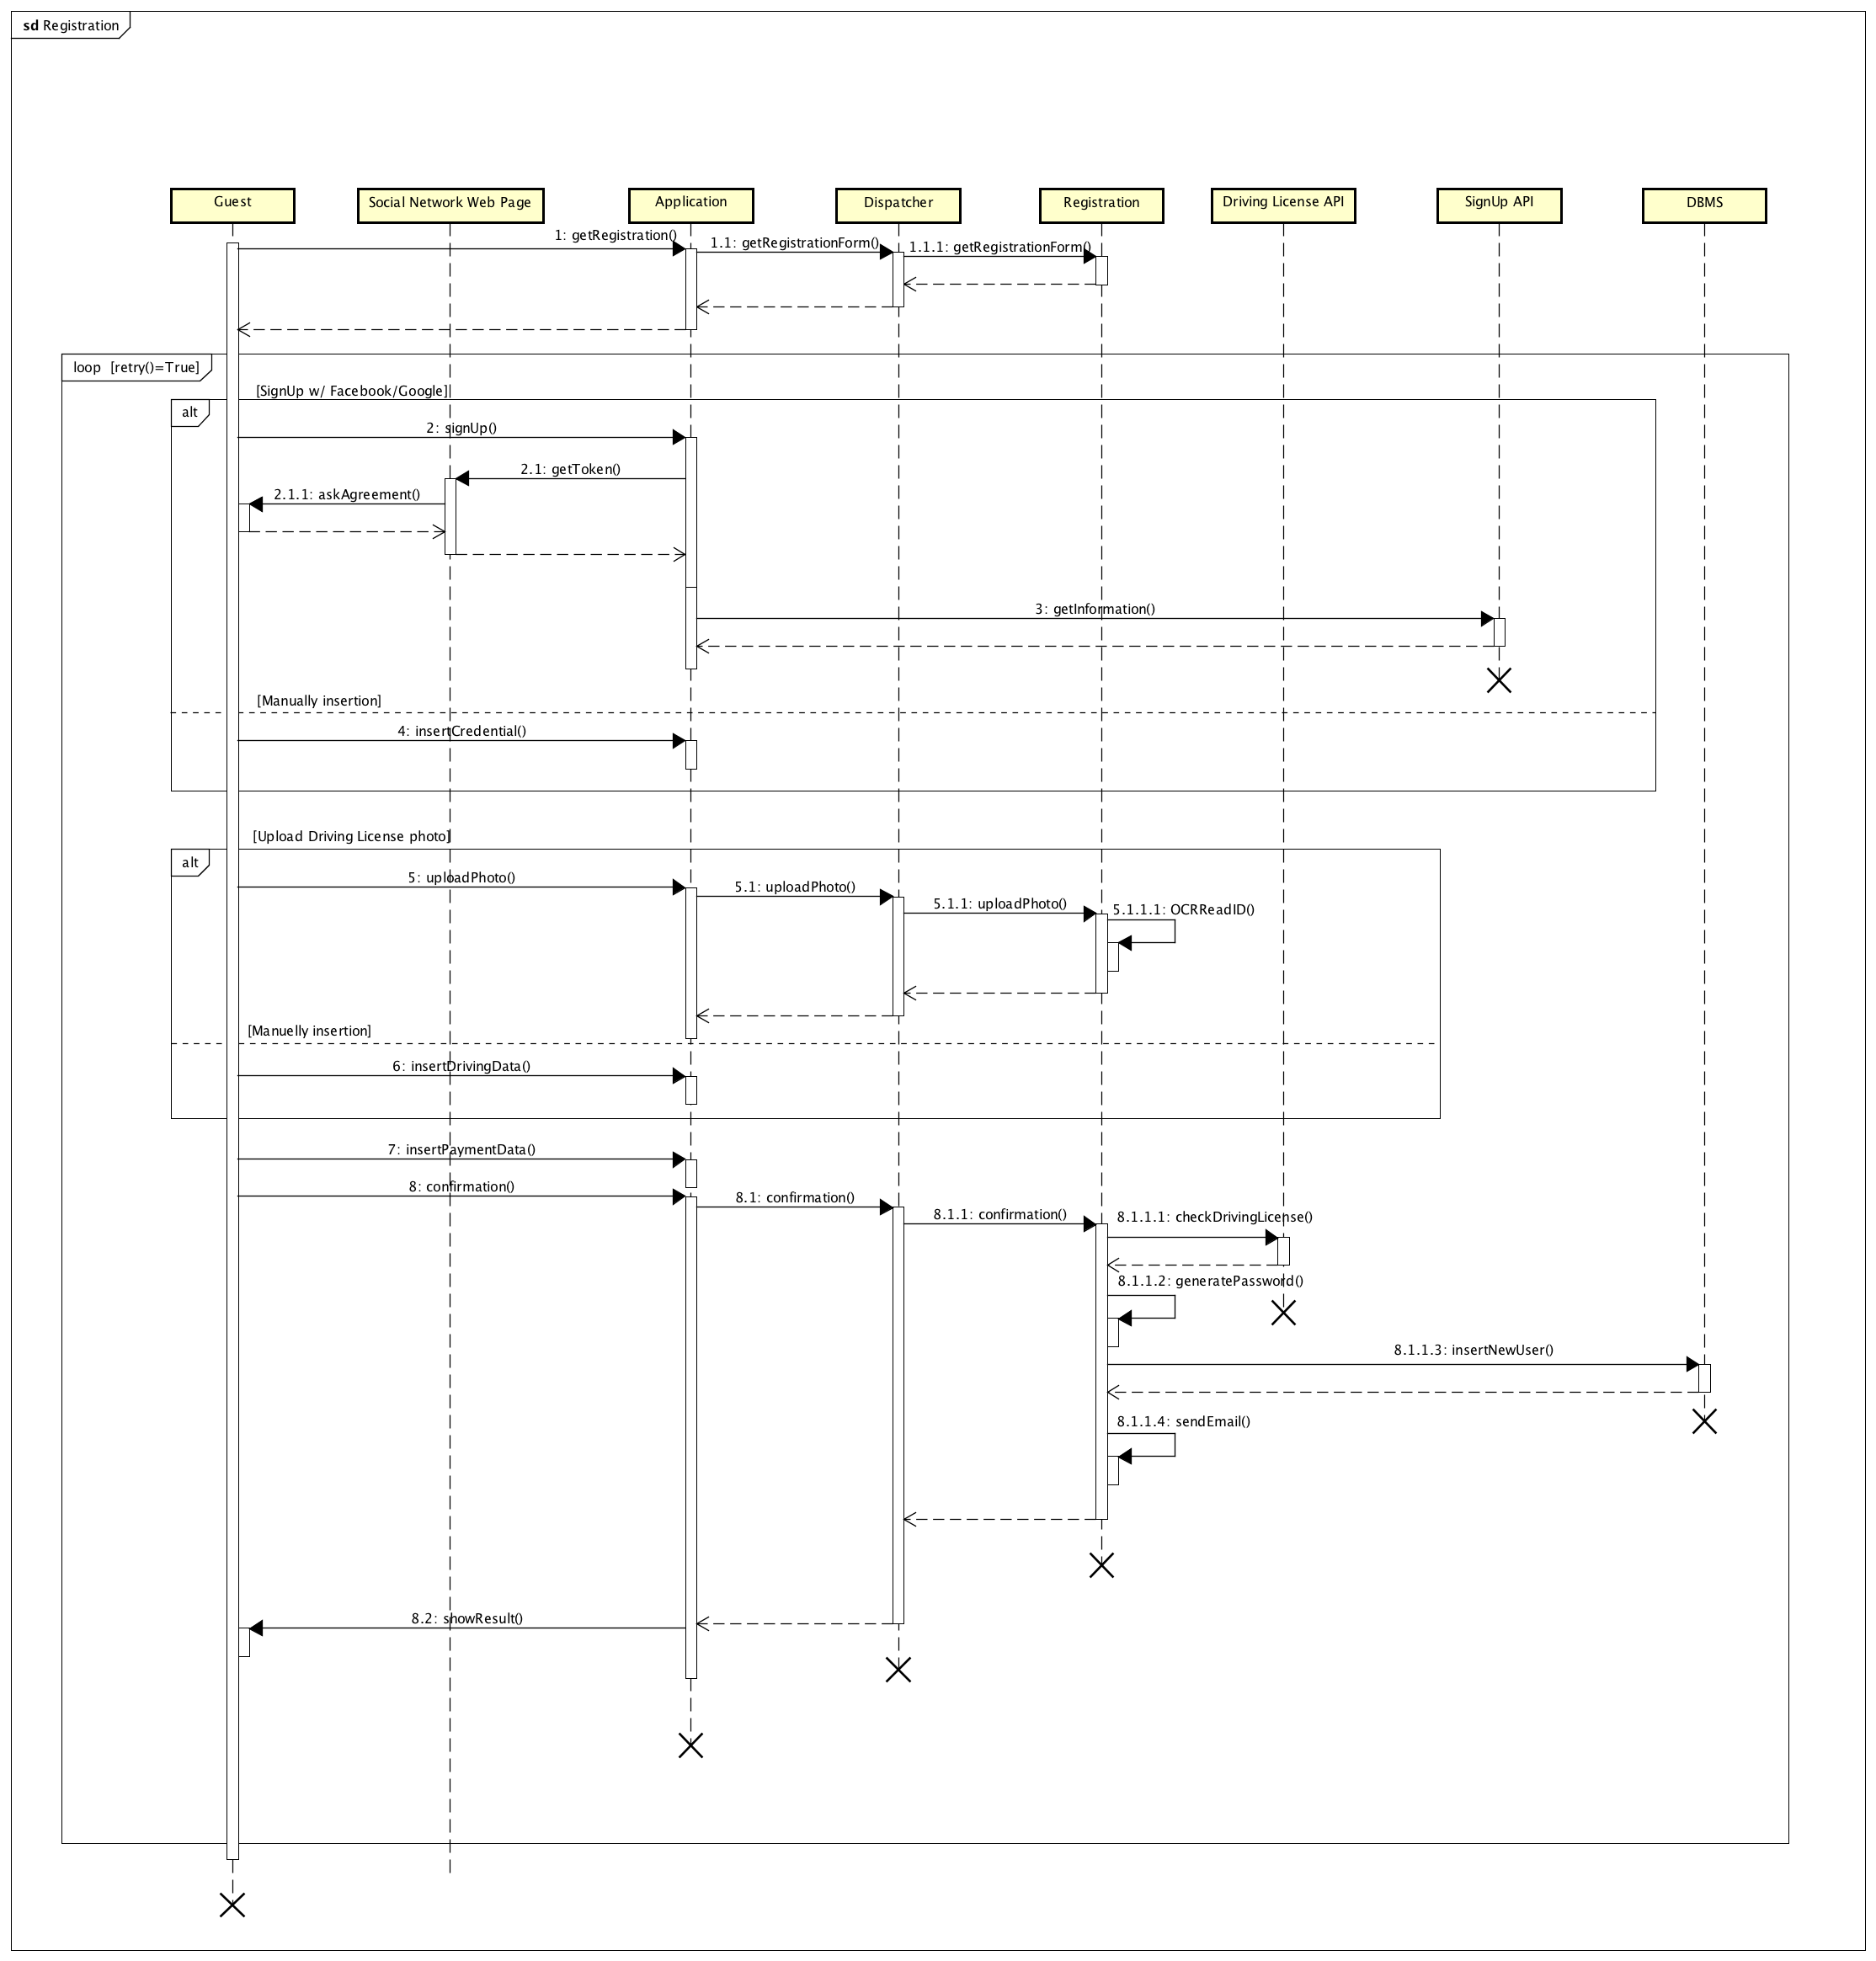 sd Registration
Guest
Social Network Web Page
Application
Dispatcher
Registration
Driving License API
SignUp API
DBMS
1: getRegistration()
1.1: getRegistrationForm()
1.1.1: getRegistrationForm()
loop [retry()=True]
[SignUp w/ Facebook/Google]
alt
2: signUp()
2.1: getToken()
2.1.1: askAgreement()
3: getInformation()
[Manually insertion]
4: insertCredential()
[Upload Driving License photo]
alt
5: uploadPhoto()
5.1: uploadPhoto()
5.1.1: uploadPhoto()
5.1.1.1: OCRReadID()
[Manuelly insertion]
6: insertDrivingData()
7: insertPaymentData()
8: confirmation()
8.1: confirmation()
8.1.1: confirmation()
8.1.1.1: checkDrivingLicense()
8.1.1.2: generatePassword()
8.1.1.3: insertNewUser()
8.1.1.4: sendEmail()
8.2: showResult()